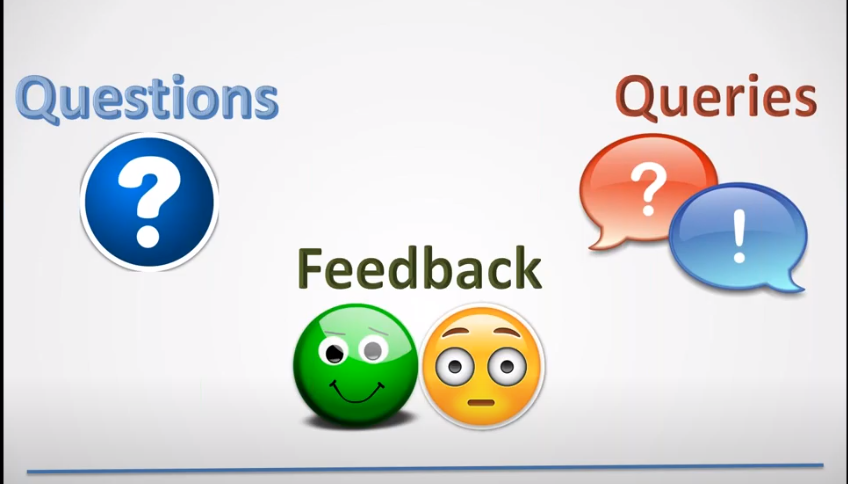 Questions
Queries
?
?
!
Feedback